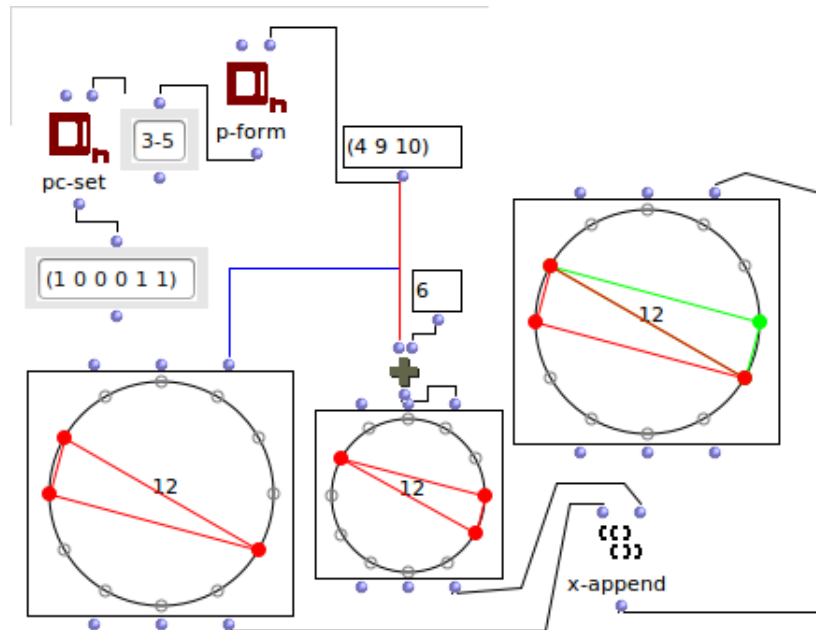 p-form
3-5
(4 9 10)
pc-set
(1 0 0 0 1 1)
6
12
12
12
x-append